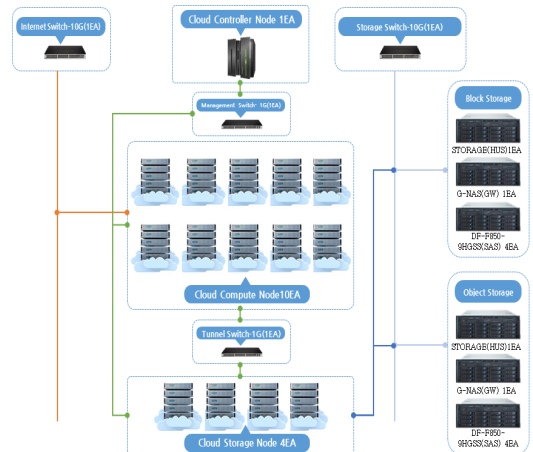 Internet Switch-10G(1EA)
Cloud Controller Node 1EA
Storage Switch-10G(1EA)
Management Switch- 1G(1EA)
Block Storage
STORAGE(HUS)1EA
G-NAS(GW) 1EA
DF-F850-
9HGSS(SAS) 4EA
Cloud Compute Node10EA
Object Storage
Tunnel Switch-1G(1EA)
STORAGE(HUS)1EA
G-NAS(GW) 1EA
DF-F850-
9HGSS(SAS) 4EA
Cloud Storage Node 4EA